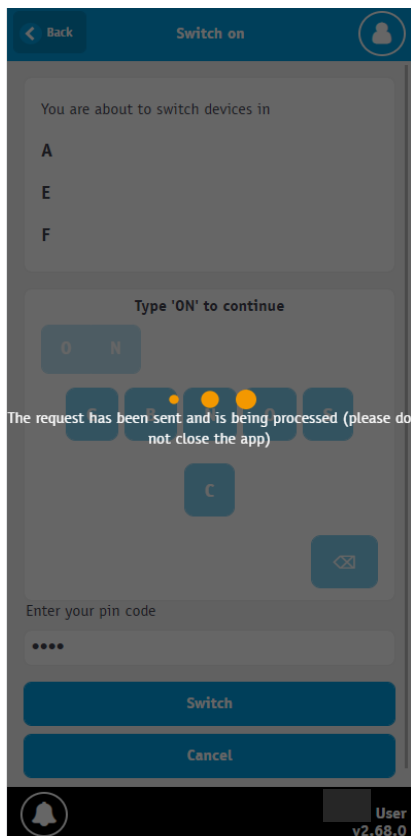 Back
Switch on
You are about to switch devices in
A
E
F
Type 'ON' to continue
O N
B N O S
The request has been sent and is being processed (please do
not close the app)
C
Enter your pin code
••••
Switch
Cancel
User
v2.68.0